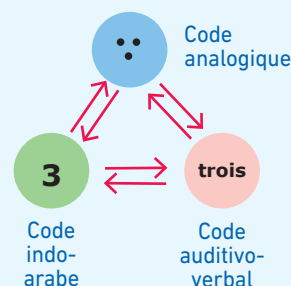 Code
analogique
3
trois
Code
indo-
arabe
Code
auditivo-
verbal